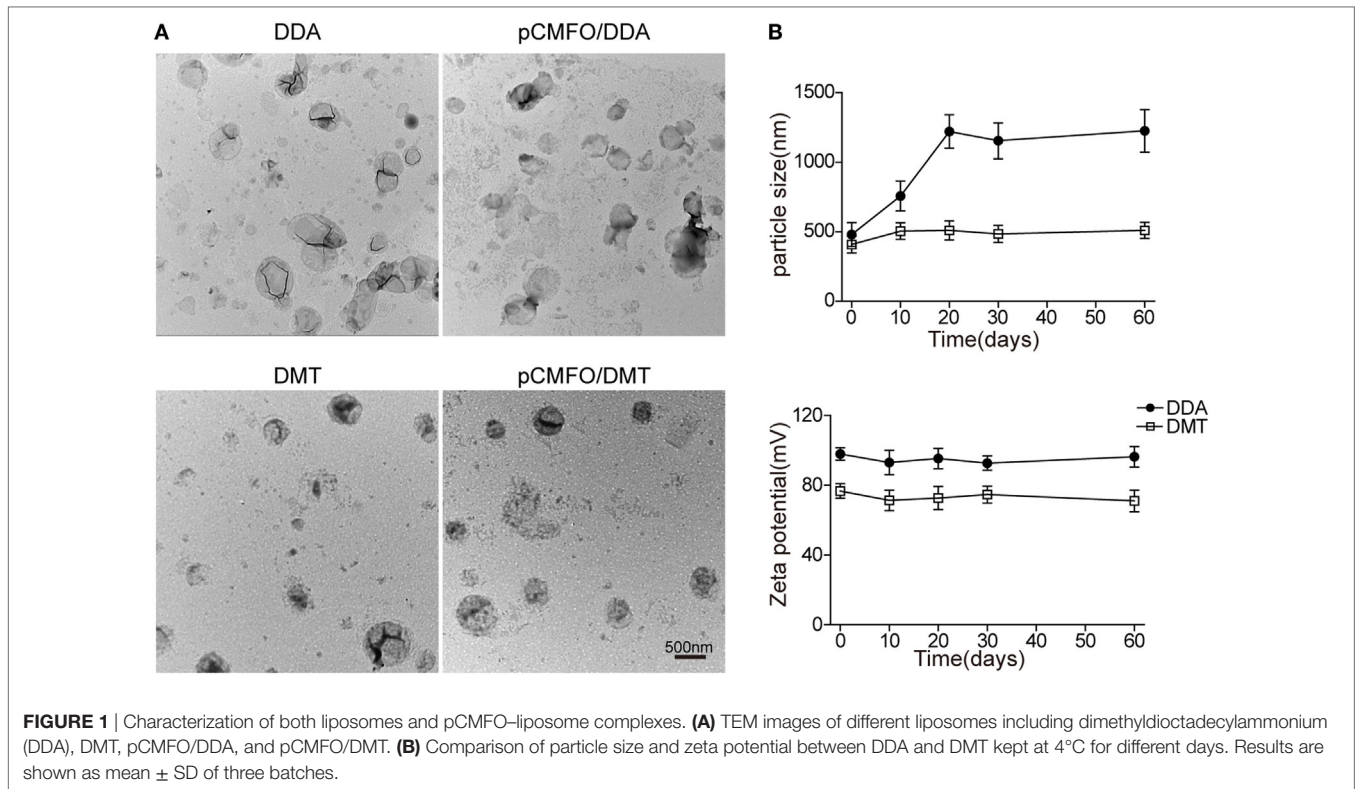 A
DDA
pCMFO/DDA
DMT
pCMFO/DMT
500nm
B
1500
1000
500
0
particle size(nm)
0 10 20 30 40 50 60
Time(days)
120
80
40
0
Zeta potential(mV)
DDA
DMT
0 10 20 30 40 50 60
Time(days)
FIGURE 1 | Characterization of both liposomes and pCMFO–liposome complexes. (A) TEM images of different liposomes including dimethyldioctadecylammonium
(DDA), DMT, pCMFO/DDA, and pCMFO/DMT. (B) Comparison of particle size and zeta potential between DDA and DMT kept at 4°C for different days. Results are
shown as mean ± SD of three batches.